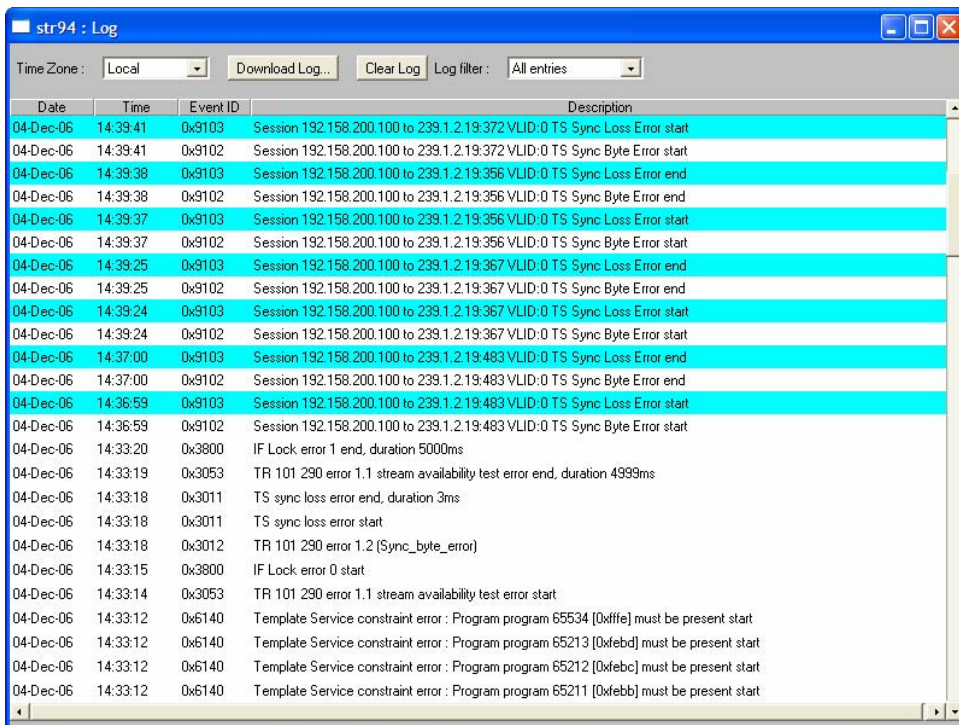 str94 : Log
Time Zone : Local Download Log... Clear Log Log filter : All entries
Date Time Event ID Description
04-Dec-06 14:39:41 0x9103 Session 192.158.200.100 to 239.1.2.19:372 VLID:0 TS Sync Loss Error start
04-Dec-06 14:39:41 0x9102 Session 192.158.200.100 to 239.1.2.19:372 VLID:0 TS Sync Byte Error start
04-Dec-06 14:39:38 0x9103 Session 192.158.200.100 to 239.1.2.19:356 VLID:0 TS Sync Loss Error end
04-Dec-06 14:39:38 0x9102 Session 192.158.200.100 to 239.1.2.19:356 VLID:0 TS Sync Byte Error end
04-Dec-06 14:39:37 0x9103 Session 192.158.200.100 to 239.1.2.19:356 VLID:0 TS Sync Loss Error start
04-Dec-06 14:39:37 0x9102 Session 192.158.200.100 to 239.1.2.19:356 VLID:0 TS Sync Byte Error start
04-Dec-06 14:39:25 0x9103 Session 192.158.200.100 to 239.1.2.19:367 VLID:0 TS Sync Loss Error end
04-Dec-06 14:39:25 0x9102 Session 192.158.200.100 to 239.1.2.19:367 VLID:0 TS Sync Byte Error end
04-Dec-06 14:39:24 0x9103 Session 192.158.200.100 to 239.1.2.19:367 VLID:0 TS Sync Loss Error start
04-Dec-06 14:39:24 0x9102 Session 192.158.200.100 to 239.1.2.19:367 VLID:0 TS Sync Byte Error start
04-Dec-06 14:37:00 0x9103 Session 192.158.200.100 to 239.1.2.19:483 VLID:0 TS Sync Loss Error end
04-Dec-06 14:37:00 0x9102 Session 192.158.200.100 to 239.1.2.19:483 VLID:0 TS Sync Byte Error end
04-Dec-06 14:36:59 0x9103 Session 192.158.200.100 to 239.1.2.19:483 VLID:0 TS Sync Loss Error start
04-Dec-06 14:36:59 0x9102 Session 192.158.200.100 to 239.1.2.19:483 VLID:0 TS Sync Byte Error start
04-Dec-06 14:33:20 0x3800 IF Lock error 1 end, duration 5000ms
04-Dec-06 14:33:19 0x3053 TR 101 290 error 1.1 stream availability test error end, duration 4999ms
04-Dec-06 14:33:18 0x3011 TS sync loss error end, duration 3ms
04-Dec-06 14:33:18 0x3011 TS sync loss error start
04-Dec-06 14:33:18 0x3012 TR 101 290 error 1.2 (Sync_byte_error)
04-Dec-06 14:33:15 0x3800 IF Lock error 0 start
04-Dec-06 14:33:14 0x3053 TR 101 290 error 1.1 stream availability test error start
04-Dec-06 14:33:12 0x6140 Template Service constraint error : Program program 65534 [0xfffe] must be present start
04-Dec-06 14:33:12 0x6140 Template Service constraint error : Program program 65213 [0xfebd] must be present start
04-Dec-06 14:33:12 0x6140 Template Service constraint error : Program program 65212 [0xfebc] must be present start
04-Dec-06 14:33:12 0x6140 Template Service constraint error : Program program 65211 [0xfebb] must be present start